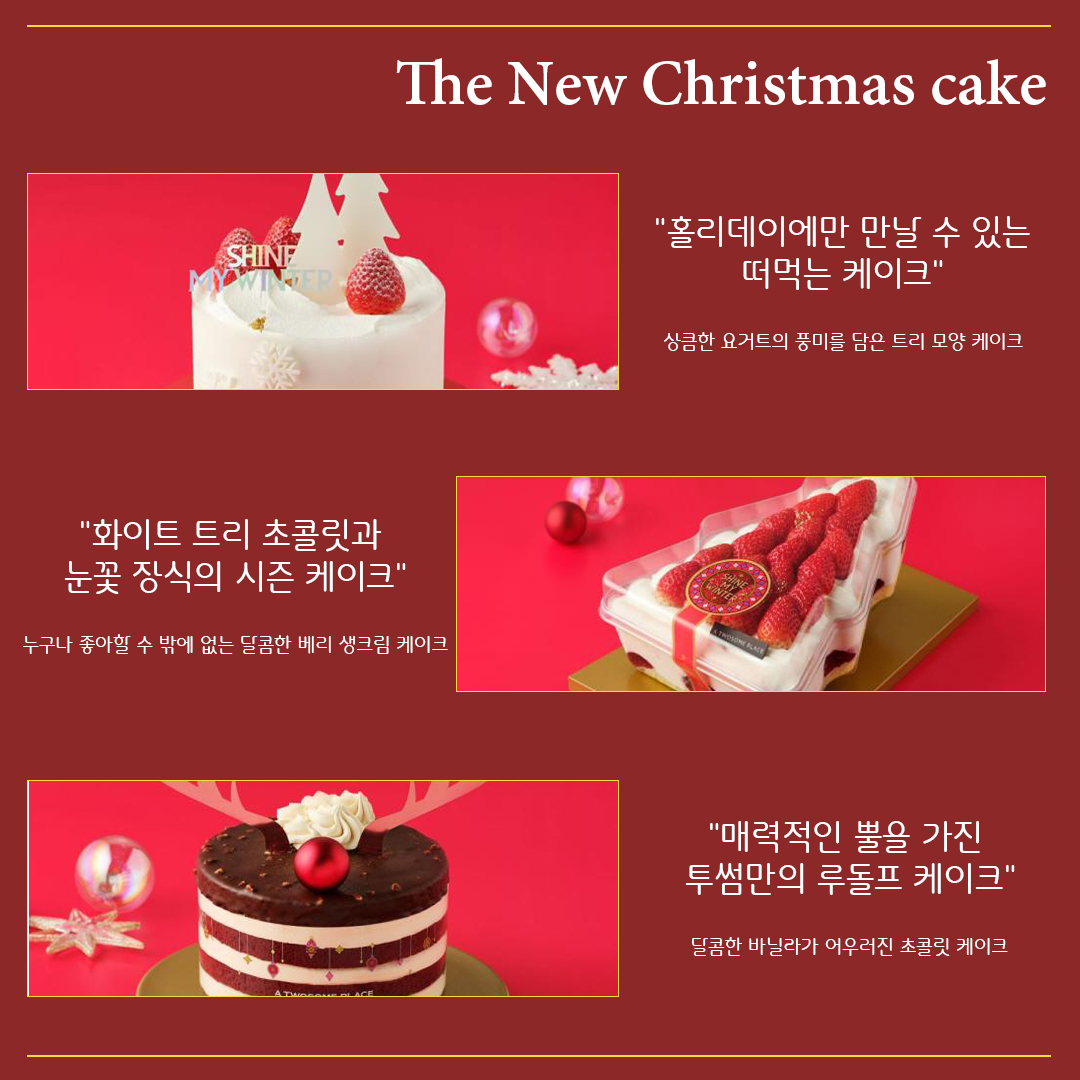 The New Christmas cake
SHINE
MY WINTER
"홀리데이에만 만날 수 있는
떠먹는 케이크"
싱큼한 요거트의 풍미를 담은 트리 모양 케이크
"화이트 트리 초콜릿과
눈꽃 장식의 시즌 케이크"
누구나 좋아할 수 밖에 없는 달콤한 베리 생크림 케이크
SHINE
MY
WINTER
A TWOSOME PLACE
"매력적인 뿔을 가진
투썸만의 루돌프 케이크"
달콤한 바닐라가 어우러진 초콜릿 케이크
A TWOSOME PLACE